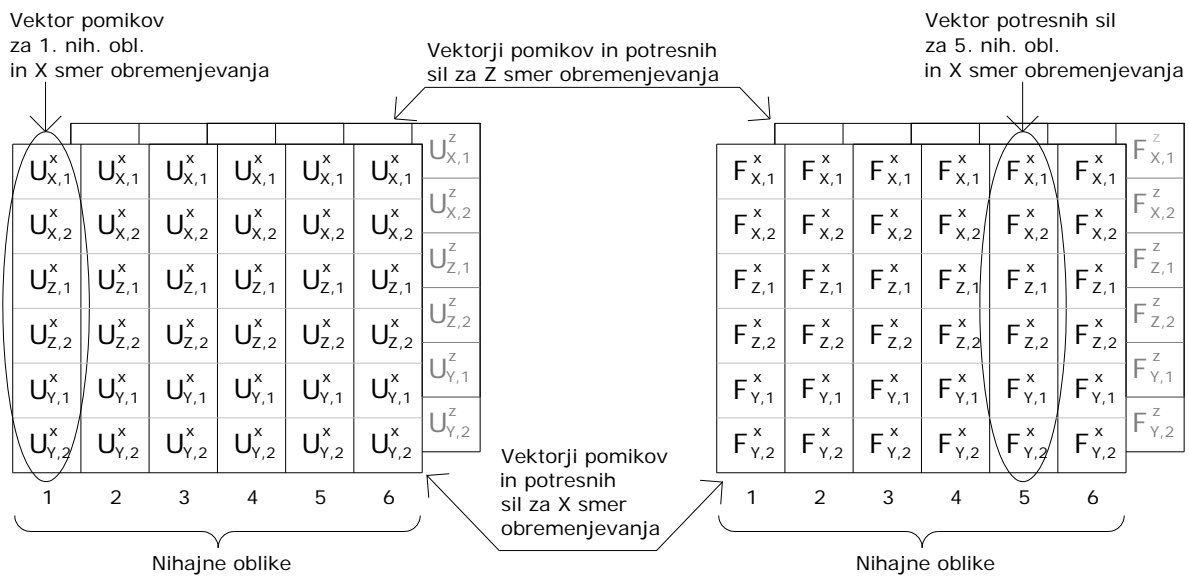 Vektor pomikov
za 1. nih. obl.
in X smer obremenjevanja
Vektorji pomikov in potresnih
sil za Z smer obremenjevanja
Vektor potresnih sil
za 5. nih. obl.
in X smer obremenjevanja
U^x_X,1 U^x_X,1 U^x_X,1 U^x_X,1 U^x_X,1 U^x_X,1 U^z_X,1
U^x_X,2 U^x_X,2 U^x_X,2 U^x_X,2 U^x_X,2 U^x_X,2 U^z_X,2
U^x_Z,1 U^x_Z,1 U^x_Z,1 U^x_Z,1 U^x_Z,1 U^x_Z,1 U^z_Z,1
U^x_Z,2 U^x_Z,2 U^x_Z,2 U^x_Z,2 U^x_Z,2 U^x_Z,2 U^z_Z,2
U^x_Y,1 U^x_Y,1 U^x_Y,1 U^x_Y,1 U^x_Y,1 U^x_Y,1 U^z_Y,1
U^x_Y,2 U^x_Y,2 U^x_Y,2 U^x_Y,2 U^x_Y,2 U^x_Y,2 U^z_Y,2
1 2 3 4 5 6
Nihajne oblike
Vektorji pomikov
in potresnih
sil za X smer
obremenjevanja
F^x_X,1 F^x_X,1 F^x_X,1 F^x_X,1 F^x_X,1 F^x_X,1 F^z_X,1
F^x_X,2 F^x_X,2 F^x_X,2 F^x_X,2 F^x_X,2 F^x_X,2 F^z_X,2
F^x_Z,1 F^x_Z,1 F^x_Z,1 F^x_Z,1 F^x_Z,1 F^x_Z,1 F^z_Z,1
F^x_Z,2 F^x_Z,2 F^x_Z,2 F^x_Z,2 F^x_Z,2 F^x_Z,2 F^z_Z,2
F^x_Y,1 F^x_Y,1 F^x_Y,1 F^x_Y,1 F^x_Y,1 F^x_Y,1 F^z_Y,1
F^x_Y,2 F^x_Y,2 F^x_Y,2 F^x_Y,2 F^x_Y,2 F^x_Y,2 F^z_Y,2
1 2 3 4 5 6
Nihajne oblike